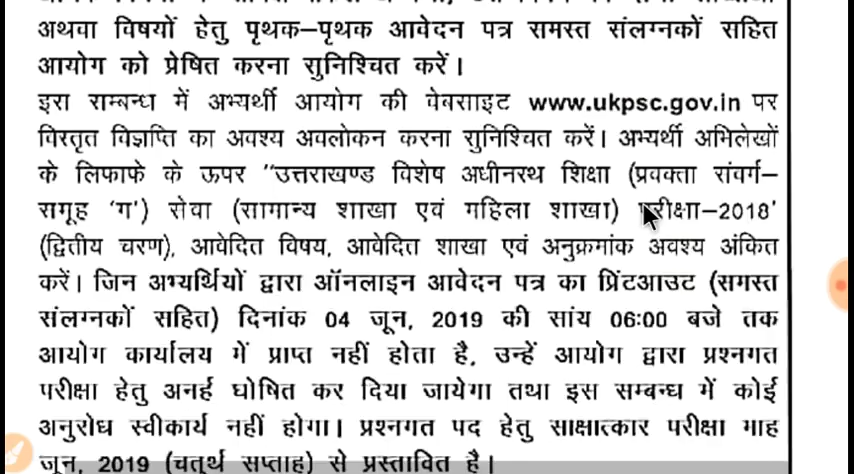 अथवा विषयों हेतु पृथक–पृथक आवेदन पत्र समस्त संलग्नकों सहित
आयोग को प्रेषित करना सुनिश्चित करें।
इस सम्बन्ध में अभ्यर्थी आयोग की वेबसाइट www.ukpsc.gov.in पर
विस्तृत विज्ञप्ति का अवश्य अवलोकन करना सुनिश्चित करें। अभ्यर्थी अभिलेखों
के लिफाफे के ऊपर "उत्तराखण्ड विशेष अधीनस्थ शिक्षा (प्रवक्ता संवर्ग–
समूह 'ग') सेवा (सामान्य शाखा एवं महिला शाखा) परीक्षा–2018'
(द्वितीय चरण), आवेदित विषय, आवेदित शाखा एवं अनुक्रमांक अवश्य अंकित
करें। जिन अभ्यर्थियों द्वारा ऑनलाइन आवेदन पत्र का प्रिंटआउट (समस्त
संलग्नकों सहित) दिनांक 04 जून, 2019 की सांय 06:00 बजे तक
आयोग कार्यालय में प्राप्त नहीं होता है, उन्हें आयोग द्वारा प्रश्नगत
परीक्षा हेतु अनर्ह घोषित कर दिया जायेगा तथा इस सम्बन्ध में कोई
अनुरोध स्वीकार्य नहीं होगा। प्रश्नगत पद हेतु साक्षात्कार परीक्षा माह
जून, 2019 (चतुर्थ सप्ताह) से प्रस्तावित है।